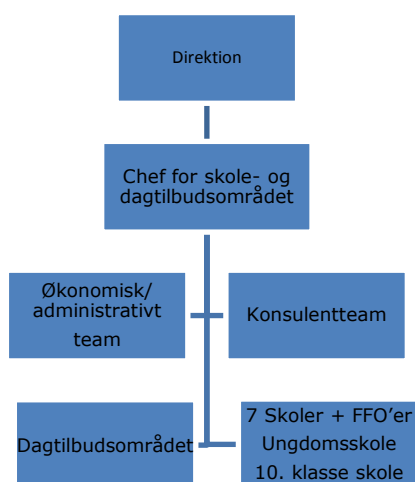 Direktion
Chef for skole- og
dagtilbudsområdet
Økonomisk/
administrativt
team
Konsulentteam
Dagtilbudsområdet
7 Skoler + FFO’er
Ungdomsskole
10. klasse skole